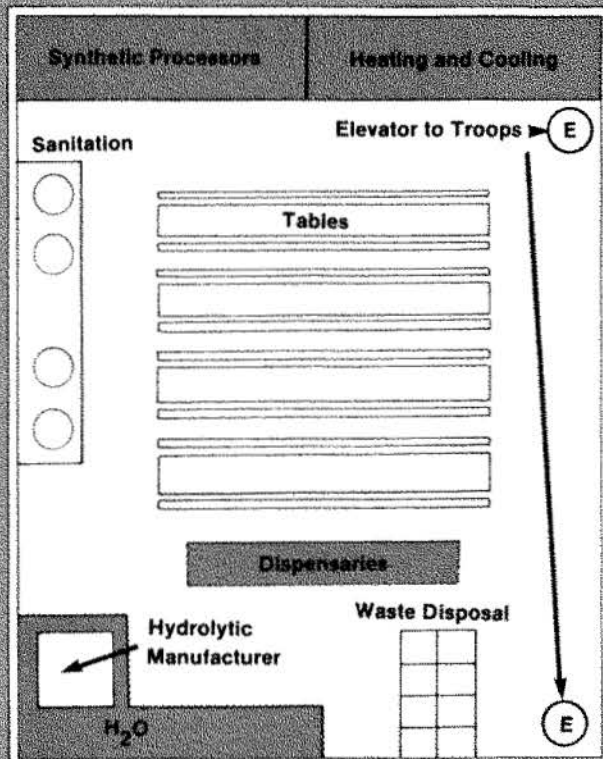 Synthetic Processors
Heating and Cooling
Elevator to Troops
E
Sanitation
Tables
Dispensaries
Waste Disposal
Hydrolytic
Manufacturer
H₂O
E